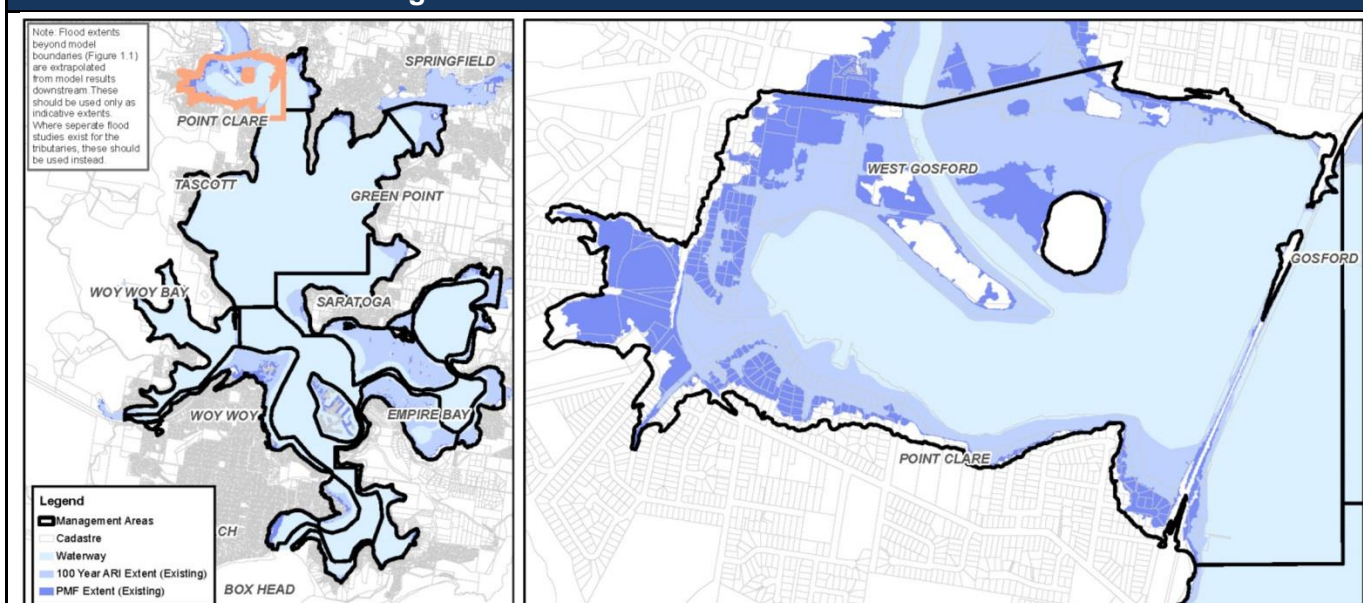 Note: Flood extents
beyond model
boundaries (Figure 1.1)
are extrapolated
from model results
downstream. These
should be used only as
indicative extents.
Where seperate flood
studies exist for the
tributaries, these should
be used instead.
SPRINGFIELD
POINT CLARE
TASCOTT
GREEN POINT
WOY WOY BAY
SARATOGA
WOY WOY
EMPIRE BAY
CH
BOX HEAD
Legend
Management Areas
Cadastre
Waterway
100 Year ARI Extent (Existing)
PMF Extent (Existing)
WEST GOSFORD
GOSFORD
POINT CLARE